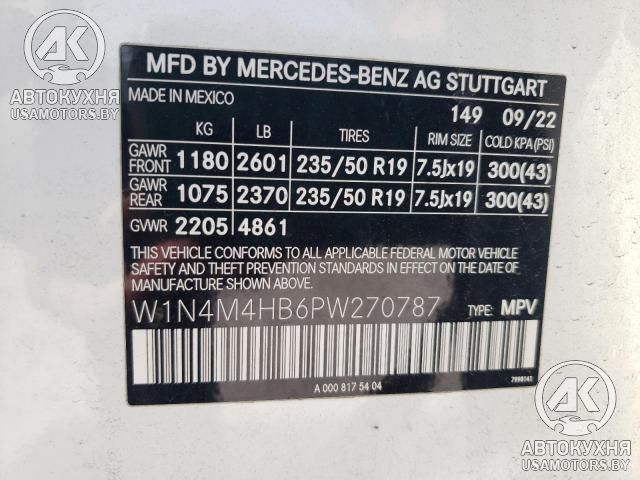 AK
АВТОКУХНЯ
USAMOTORS.BY
MFD BY MERCEDES-BENZ AG STUTTGART
MADE IN MEXICO
149 09/22
KG LB TIRES RIM SIZE COLD KPA (PSI)
GAWR FRONT 1180 2601 235/50 R19 7.5Jx19 300(43)
GAWR REAR 1075 2370 235/50 R19 7.5Jx19 300(43)
GVWR 2205 4861
THIS VEHICLE CONFORMS TO ALL APPLICABLE FEDERAL MOTOR VEHICLE
SAFETY AND THEFT PREVENTION STANDARDS IN EFFECT ON THE DATE OF
MANUFACTURE SHOWN ABOVE.
W1N4M4HB6PW270787 TYPE: MPV
A 000 817 54 04
AK
АВТОКУХНЯ
USAMOTORS.BY